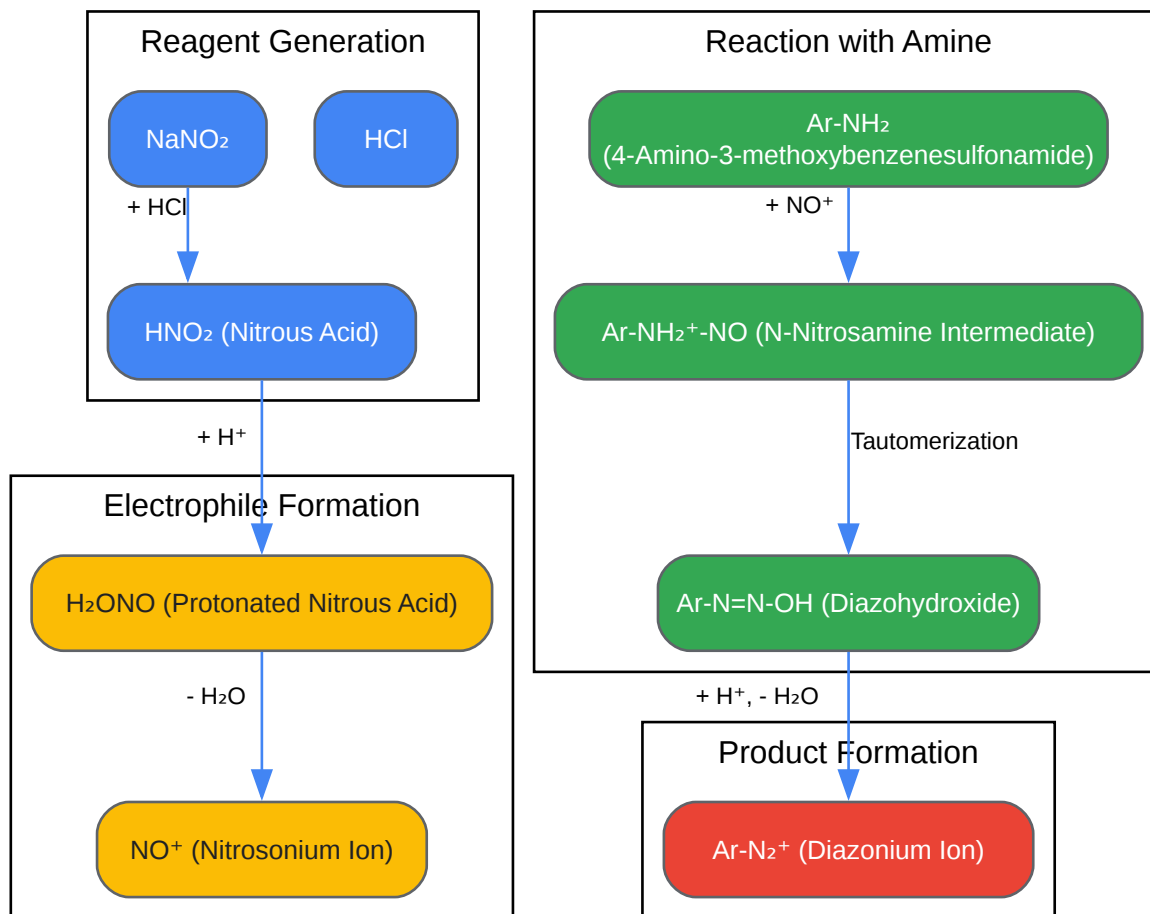 Reagent Generation
NaNO₂
HCl
+ HCl
HNO₂ (Nitrous Acid)
+ H⁺
Electrophile Formation
H₂ONO (Protonated Nitrous Acid)
- H₂O
NO⁺ (Nitrosonium Ion)
Reaction with Amine
Ar-NH₂
(4-Amino-3-methoxybenzenesulfonamide)
+ NO⁺
Ar-NH₂⁺-NO (N-Nitrosamine Intermediate)
Tautomerization
Ar-N=N-OH (Diazohydroxide)
+ H⁺, - H₂O
Product Formation
Ar-N₂⁺ (Diazonium Ion)